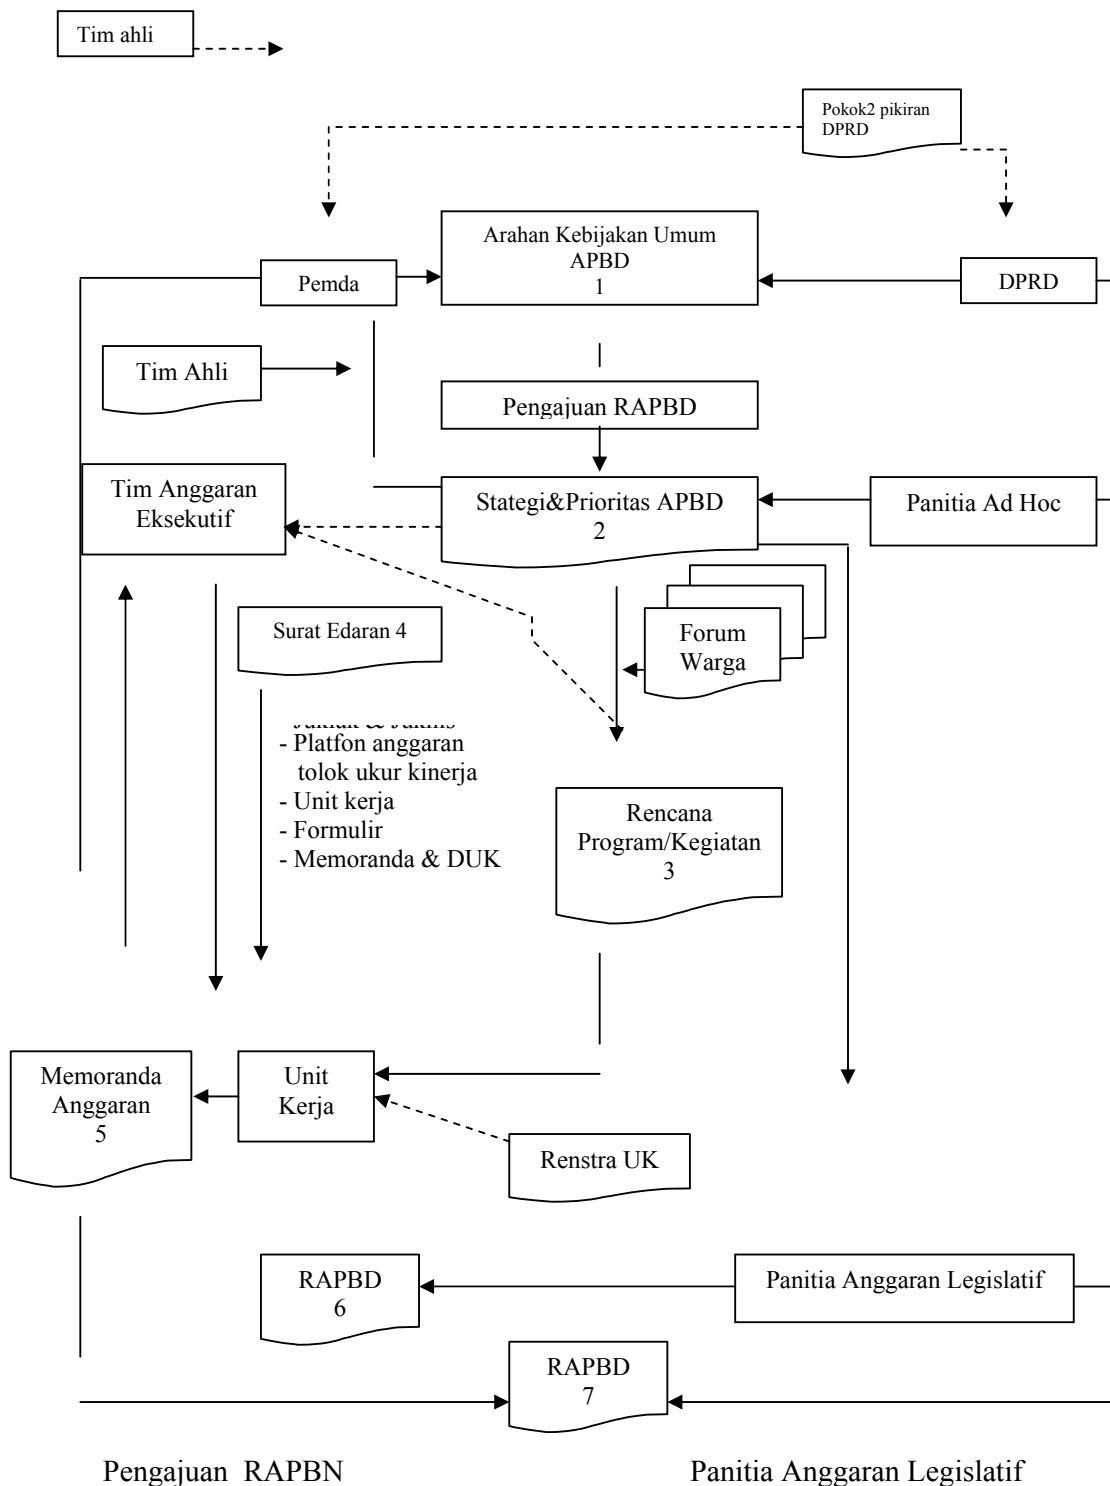 Tim ahli
Pokok2 pikiran
DPRD
Arahan Kebijakan Umum
APBD
1
Pemda
DPRD
Tim Ahli
Pengajuan RAPBD
Tim Anggaran
Eksekutif
Stategi&Prioritas APBD
2
Panitia Ad Hoc
Surat Edaran 4
Forum
Warga
- Platfon anggaran
tolok ukur kinerja
- Unit kerja
- Formulir
- Memoranda & DUK
Rencana
Program/Kegiatan
3
Memoranda
Anggaran
5
Unit
Kerja
Renstra UK
RAPBD
6
Panitia Anggaran Legislatif
RAPBD
7
Pengajuan RAPBN
Panitia Anggaran Legislatif